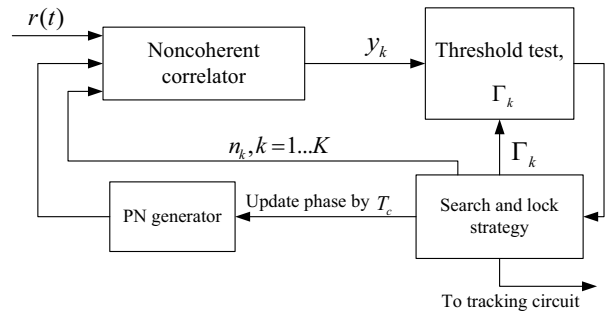 r(t)
Noncoherent
correlator
y_k
Threshold test,
Γ_k
n_k, k = 1...K
Γ_k
PN generator
Update phase by T_c
Search and lock
strategy
To tracking circuit